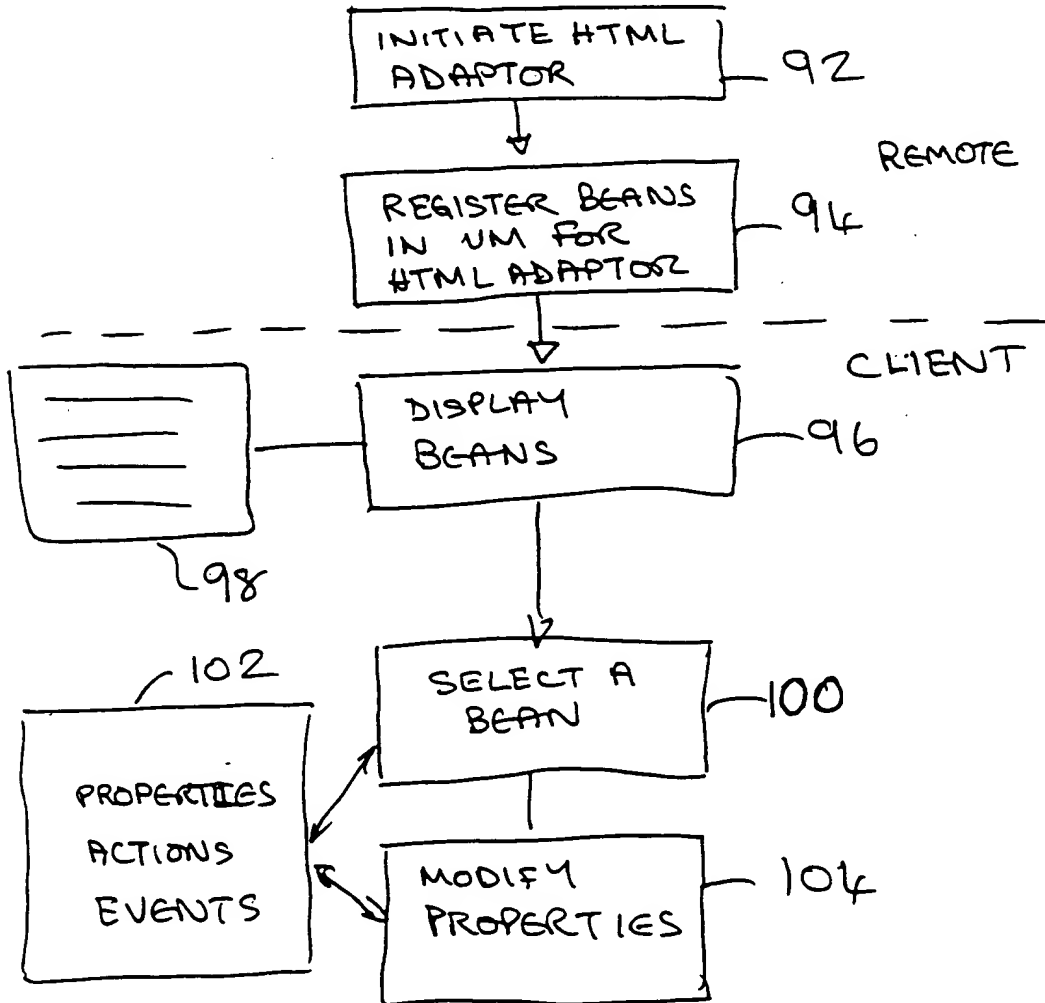 INITIATE HTML
ADAPTOR
92
REMOTE
REGISTER BEANS
IN VM FOR
HTML ADAPTOR
94
CLIENT
DISPLAY
BEANS
96
98
102
SELECT A
BEAN
100
PROPERTIES
ACTIONS
EVENTS
MODIFY
PROPERTIES
104